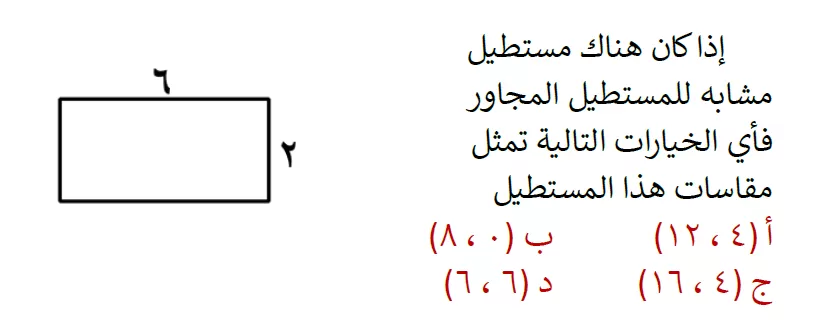 إذا كان هناك مستطيل
مشابه للمستطيل المجاور
فأي الخيارات التالية تمثل
مقاسات هذا المستطيل
أ (٤ ، ١٢) ب (٠ ، ٨)
ج (٤ ، ١٦) د (٦ ، ٦)
٦
٢